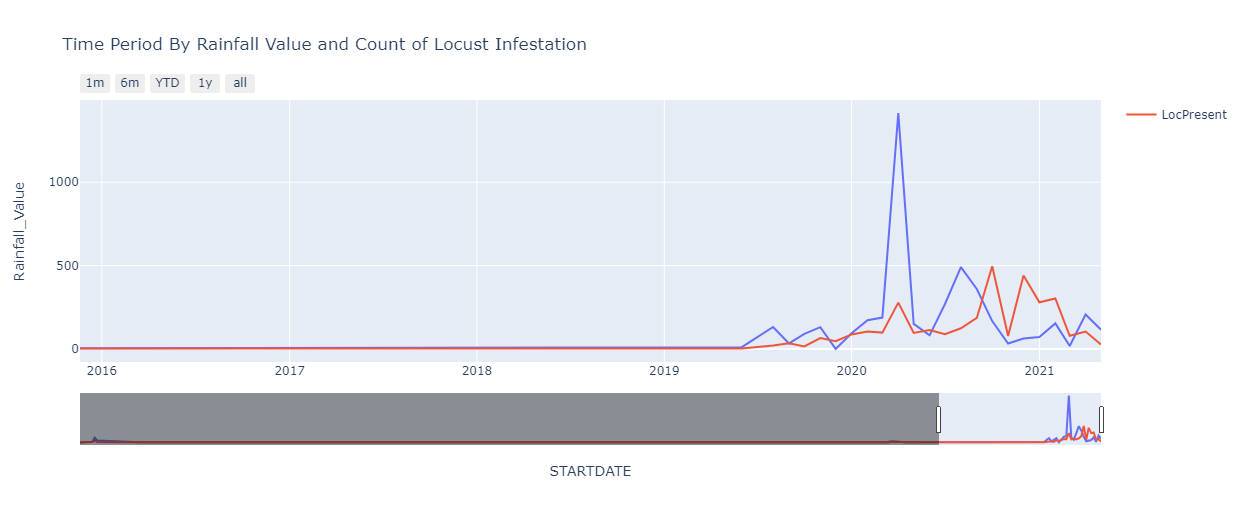 Time Period By Rainfall Value and Count of Locust Infestation
1m 6m YTD 1y all
LocPresent
Rainfall_Value
1000
500
0
2016 2017 2018 2019 2020 2021
STARTDATE